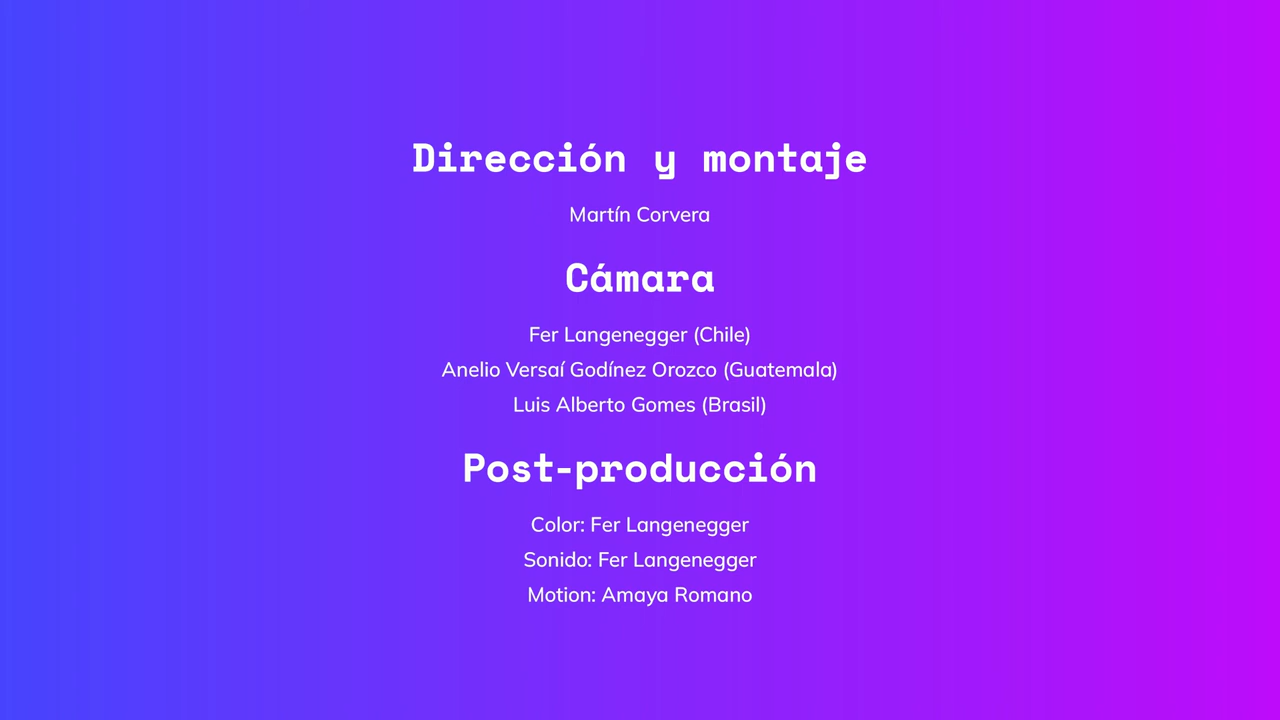 Dirección y montaje
Martín Corvera
Cámara
Fer Langenegger (Chile)
Anelio Versaí Godínez Orozco (Guatemala)
Luis Alberto Gomes (Brasil)
Post-producción
Color: Fer Langenegger
Sonido: Fer Langenegger
Motion: Amaya Romano